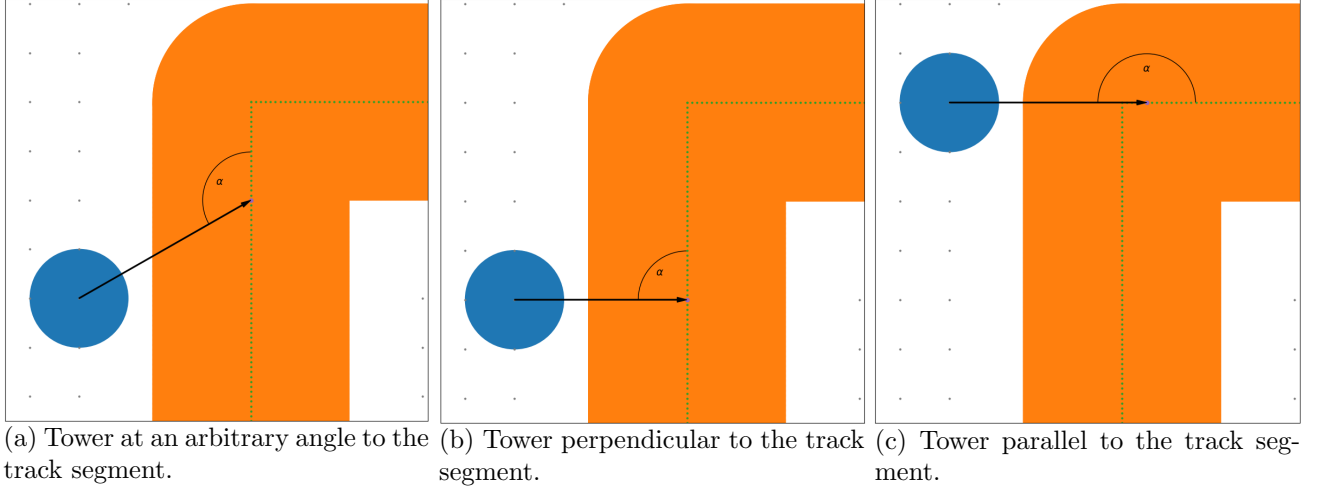 α
α
α
(a) Tower at an arbitrary angle to the
track segment.
(b) Tower perpendicular to the track
segment.
(c) Tower parallel to the track seg-
ment.